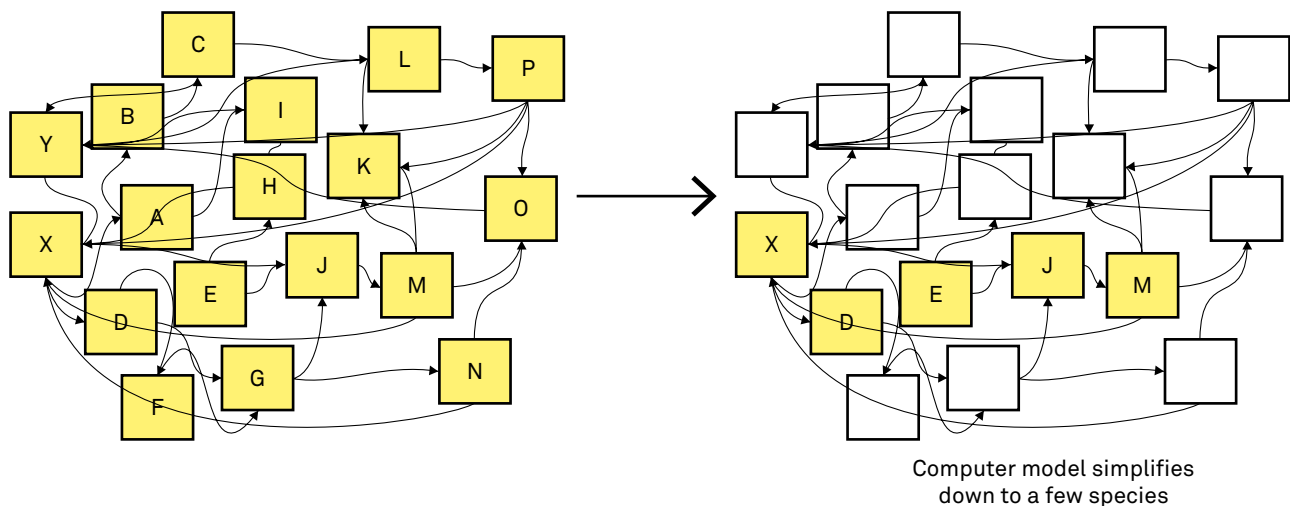 C
L
P
B
I
Y
K
H
A
O
X
J
E
M
D
G
N
F
X
J
E
M
D
Computer model simplifies
down to a few species